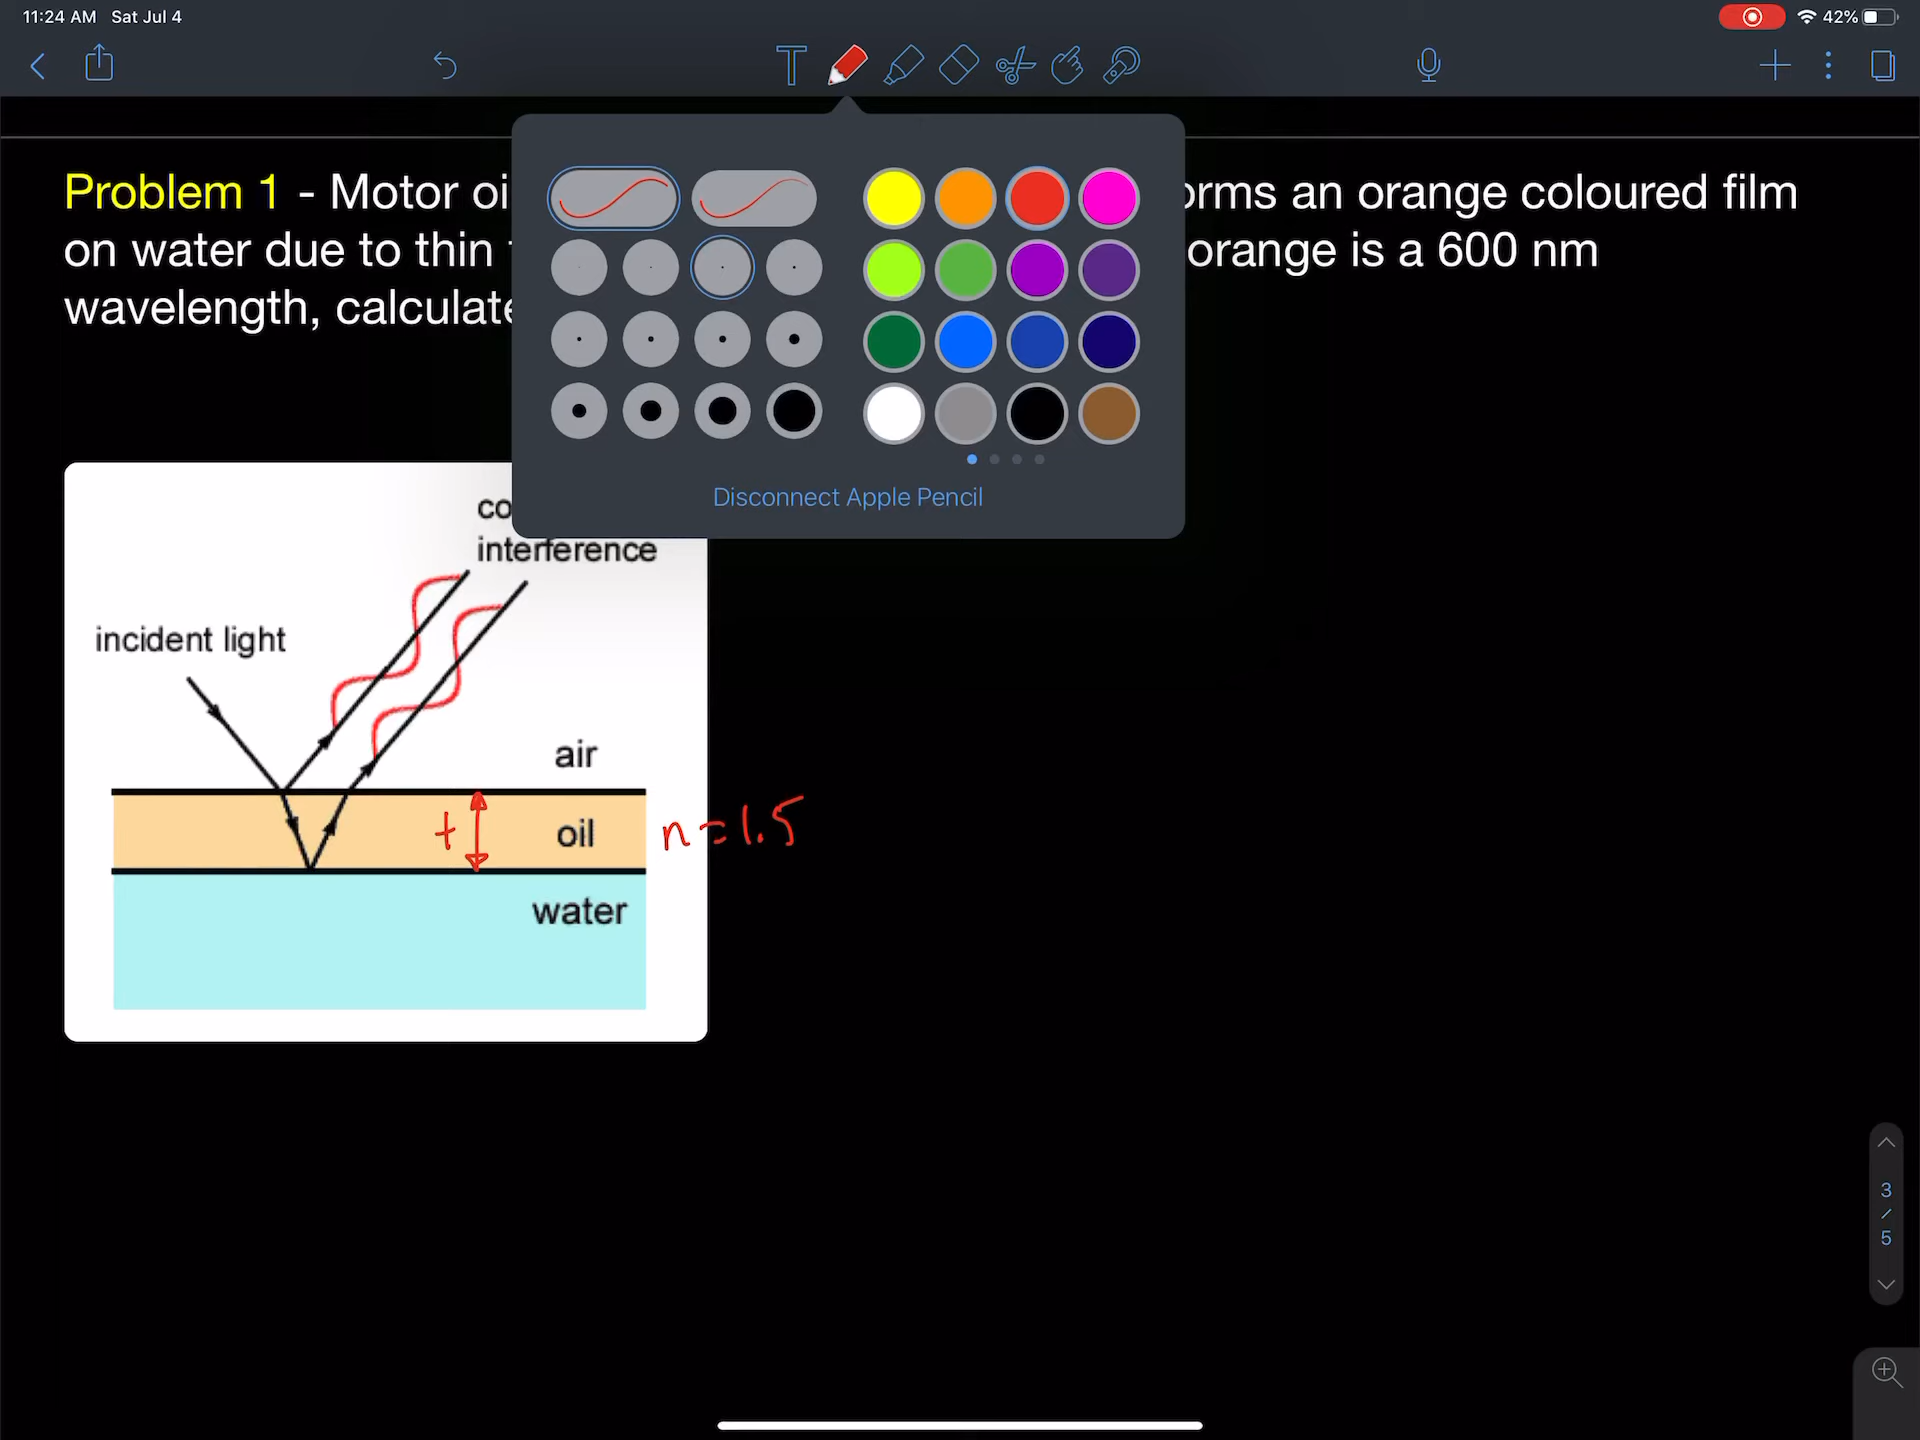 11:24 AM Sat Jul 4
42%
Problem 1 - Motor oi
orms an orange coloured film
on water due to thin
orange is a 600 nm
wavelength, calculate
Disconnect Apple Pencil
co
interference
incident light
air
t
oil
n = 1.5
water
3
/
5